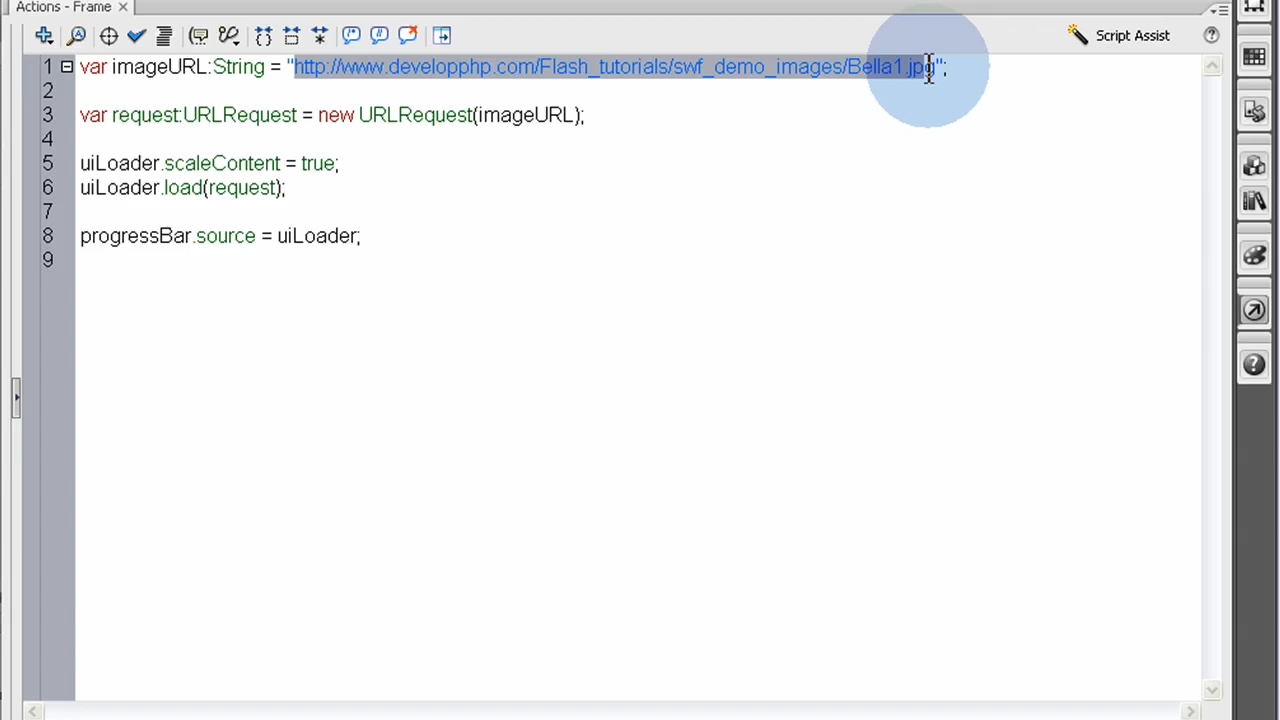 Actions - Frame
Script Assist
1 var imageURL:String = "http://www.developphp.com/Flash_tutorials/swf_demo_images/Bella1.jpg";
2
3 var request:URLRequest = new URLRequest(imageURL);
4
5 uiLoader.scaleContent = true;
6 uiLoader.load(request);
7
8 progressBar.source = uiLoader;
9